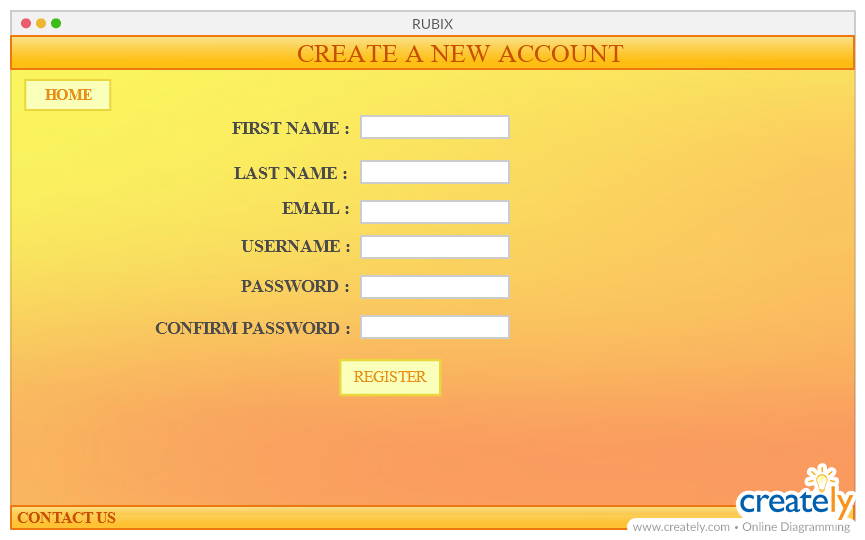 RUBIX
CREATE A NEW ACCOUNT
HOME
FIRST NAME :
LAST NAME :
EMAIL :
USERNAME :
PASSWORD :
CONFIRM PASSWORD :
REGISTER
CONTACT US
creately
www.creately.com • Online Diagramming